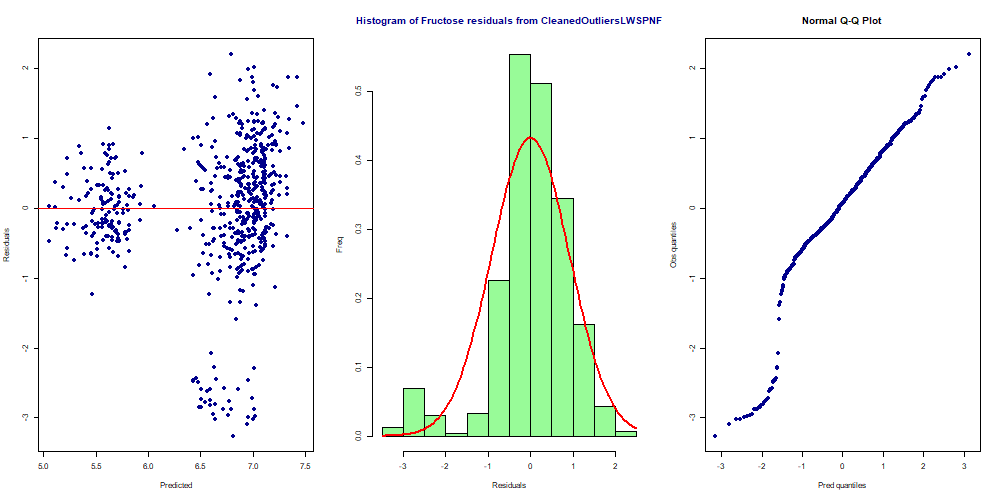 Histogram of Fructose residuals from CleanedOutliersLWSPNF
Normal Q-Q Plot
Residuals
2
1
0
-1
-2
-3
5.0 5.5 6.0 6.5 7.0 7.5
Predicted
Freq
0.5
0.4
0.3
0.2
0.1
0.0
-3 -2 -1 0 1 2
Residuals
Obs quantiles
2
1
0
-1
-2
-3
-3 -2 -1 0 1 2 3
Pred quantiles